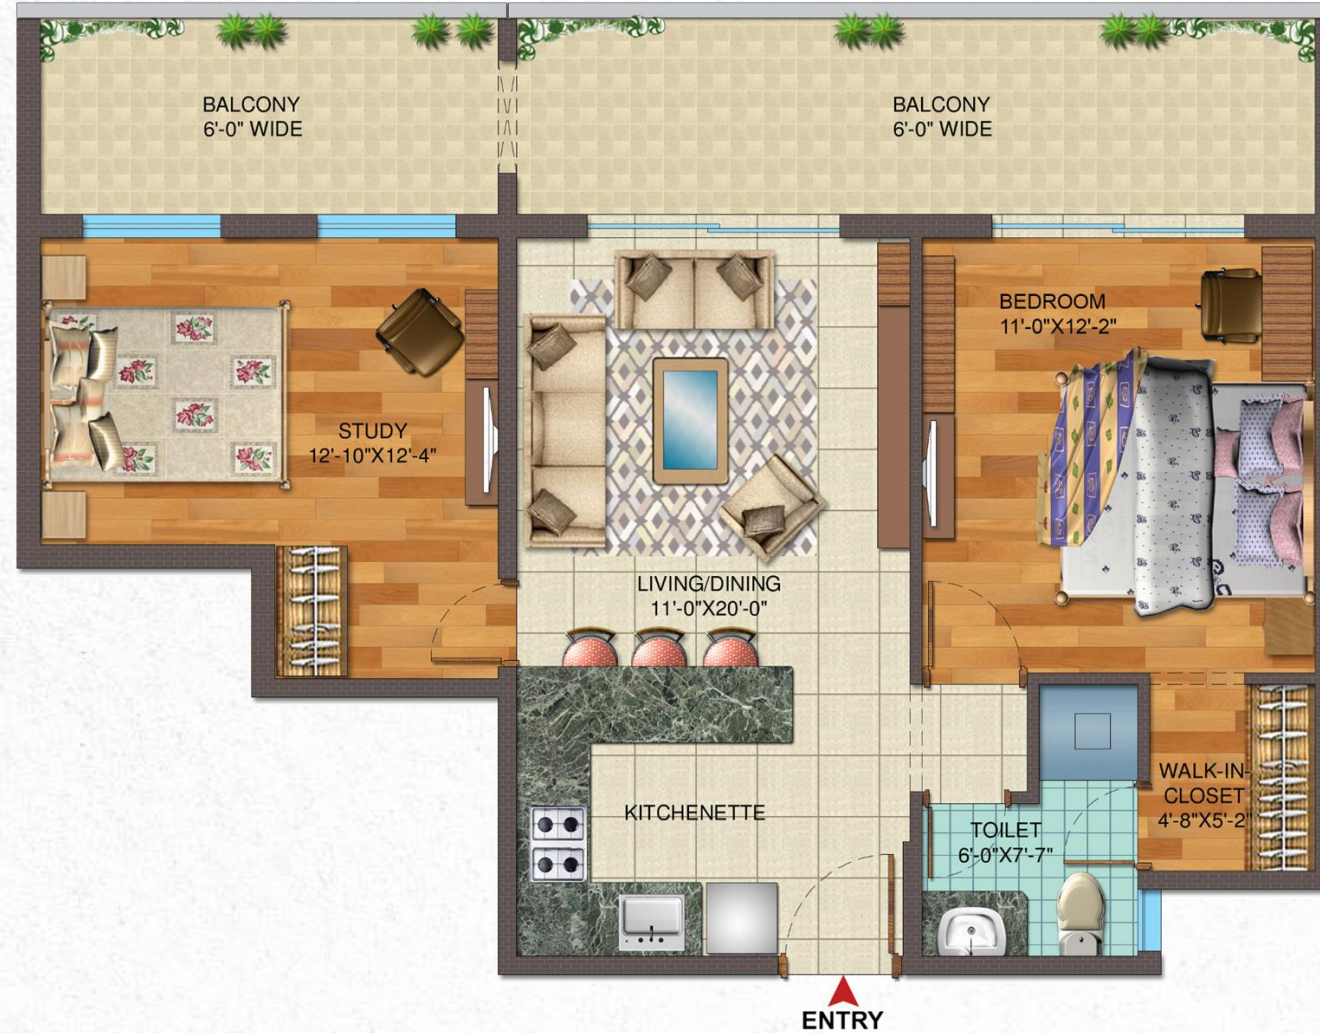 BALCONY
6'-0" WIDE
BALCONY
6'-0" WIDE
BEDROOM
11'-0"X12'-2"
STUDY
12'-10"X12'-4"
LIVING/DINING
11'-0"X20'-0"
KITCHENETTE
WALK-IN-
CLOSET
4'-8"X5'-2"
TOILET
6'-0"X7'-7"
ENTRY